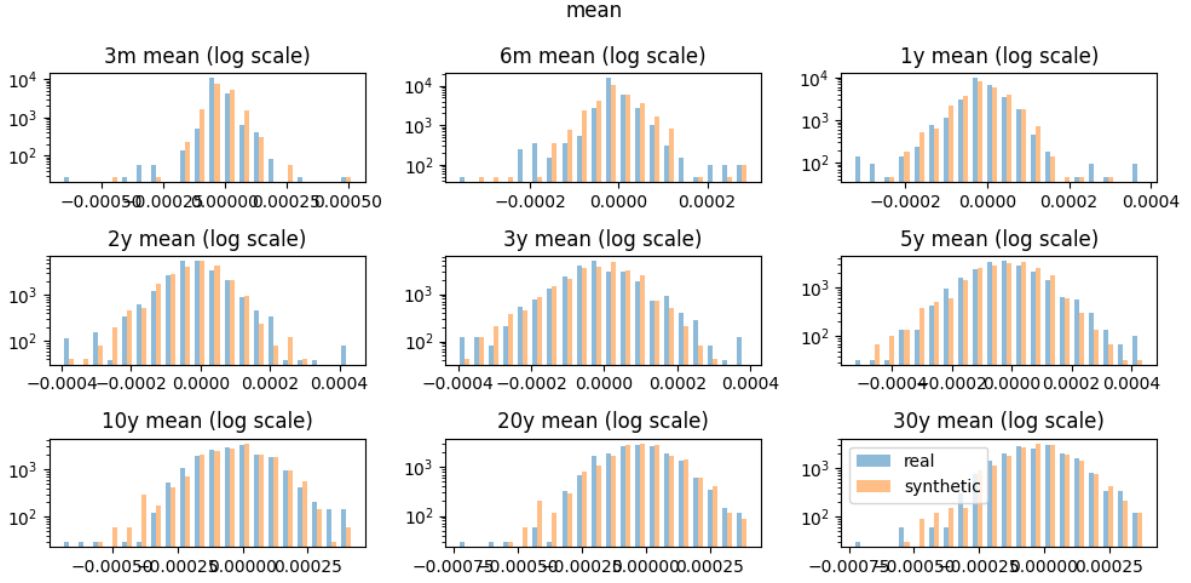 mean
3m mean (log scale)
10⁴
10³
10²
−0.00050 −0.00025 0.00000 0.00025 0.00050
6m mean (log scale)
10⁴
10³
10²
−0.0002 0.0000 0.0002
1y mean (log scale)
10⁴
10³
10²
−0.0002 0.0000 0.0002 0.0004
2y mean (log scale)
10³
10²
−0.0004 −0.0002 0.0000 0.0002 0.0004
3y mean (log scale)
10³
10²
−0.0004 −0.0002 0.0000 0.0002 0.0004
5y mean (log scale)
10³
10²
−0.0004 −0.0002 0.0000 0.0002 0.0004
10y mean (log scale)
10³
10²
−0.00050 −0.00025 0.00000 0.00025
20y mean (log scale)
10³
10²
−0.00075 −0.00050 −0.00025 0.00000 0.00025
30y mean (log scale)
real
synthetic
10³
10²
−0.00075 −0.00050 −0.00025 0.00000 0.00025